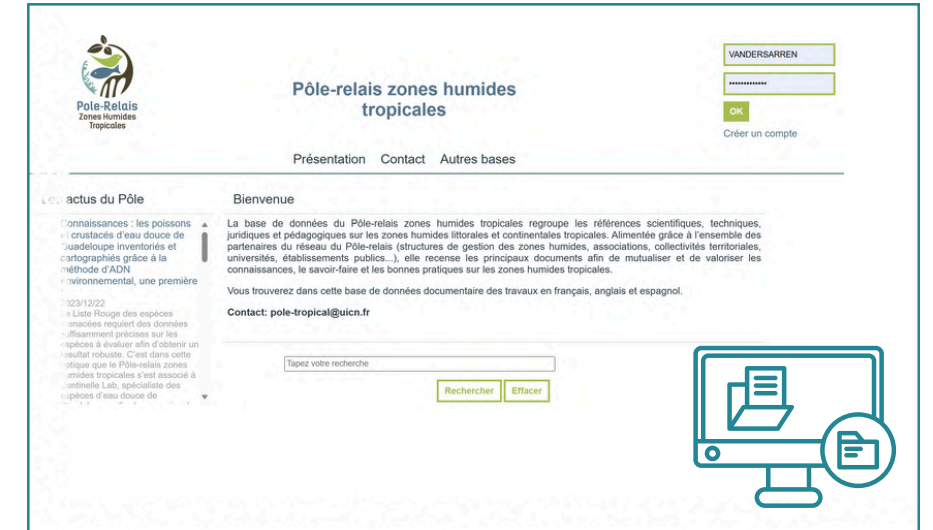 Pole-Relais
Zones Humides
Tropicales
Pôle-relais zones humides
tropicales
VANDERSARREN
•••••••••••••
OK
Créer un compte
Présentation Contact Autres bases
actus du Pôle
Connaissances : les poissons
et crustacés d'eau douce de
Guadeloupe inventoriés et
cartographiés grâce à la
méthode d'ADN
environnemental, une première
2023/12/22
La Liste Rouge des espèces
menacées requiert des données
suffisamment précises sur les
espèces à évaluer afin d'obtenir un
résultat robuste. C'est dans cette
optique que le Pôle-relais zones
humides tropicales s'est associé à
Sentinelle Lab, spécialiste des
espèces d'eau douce de
Bienvenue
La base de données du Pôle-relais zones humides tropicales regroupe les références scientifiques, techniques,
juridiques et pédagogiques sur les zones humides littorales et continentales tropicales. Alimentée grâce à l'ensemble des
partenaires du réseau du Pôle-relais (structures de gestion des zones humides, associations, collectivités territoriales,
universités, établissements publics...), elle recense les principaux documents afin de mutualiser et de valoriser les
connaissances, le savoir-faire et les bonnes pratiques sur les zones humides tropicales.
Vous trouverez dans cette base de données documentaire des travaux en français, anglais et espagnol.
Contact: pole-tropical@uicn.fr
Tapez votre recherche
Rechercher Effacer